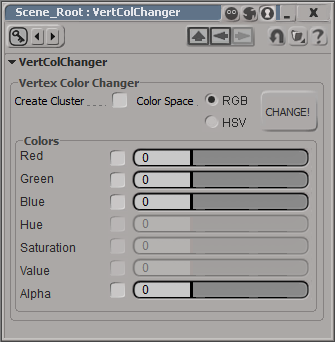 Scene_Root : VertColChanger
VertColChanger
Vertex Color Changer
Create Cluster Color Space RGB
HSV
CHANGE!
Colors
Red 0
Green 0
Blue 0
Hue 0
Saturation 0
Value 0
Alpha 0